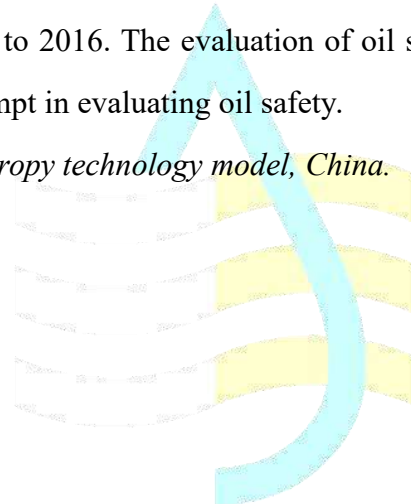 to 2016. The evaluation of oil s
mpt in evaluating oil safety.
ropy technology model, China.